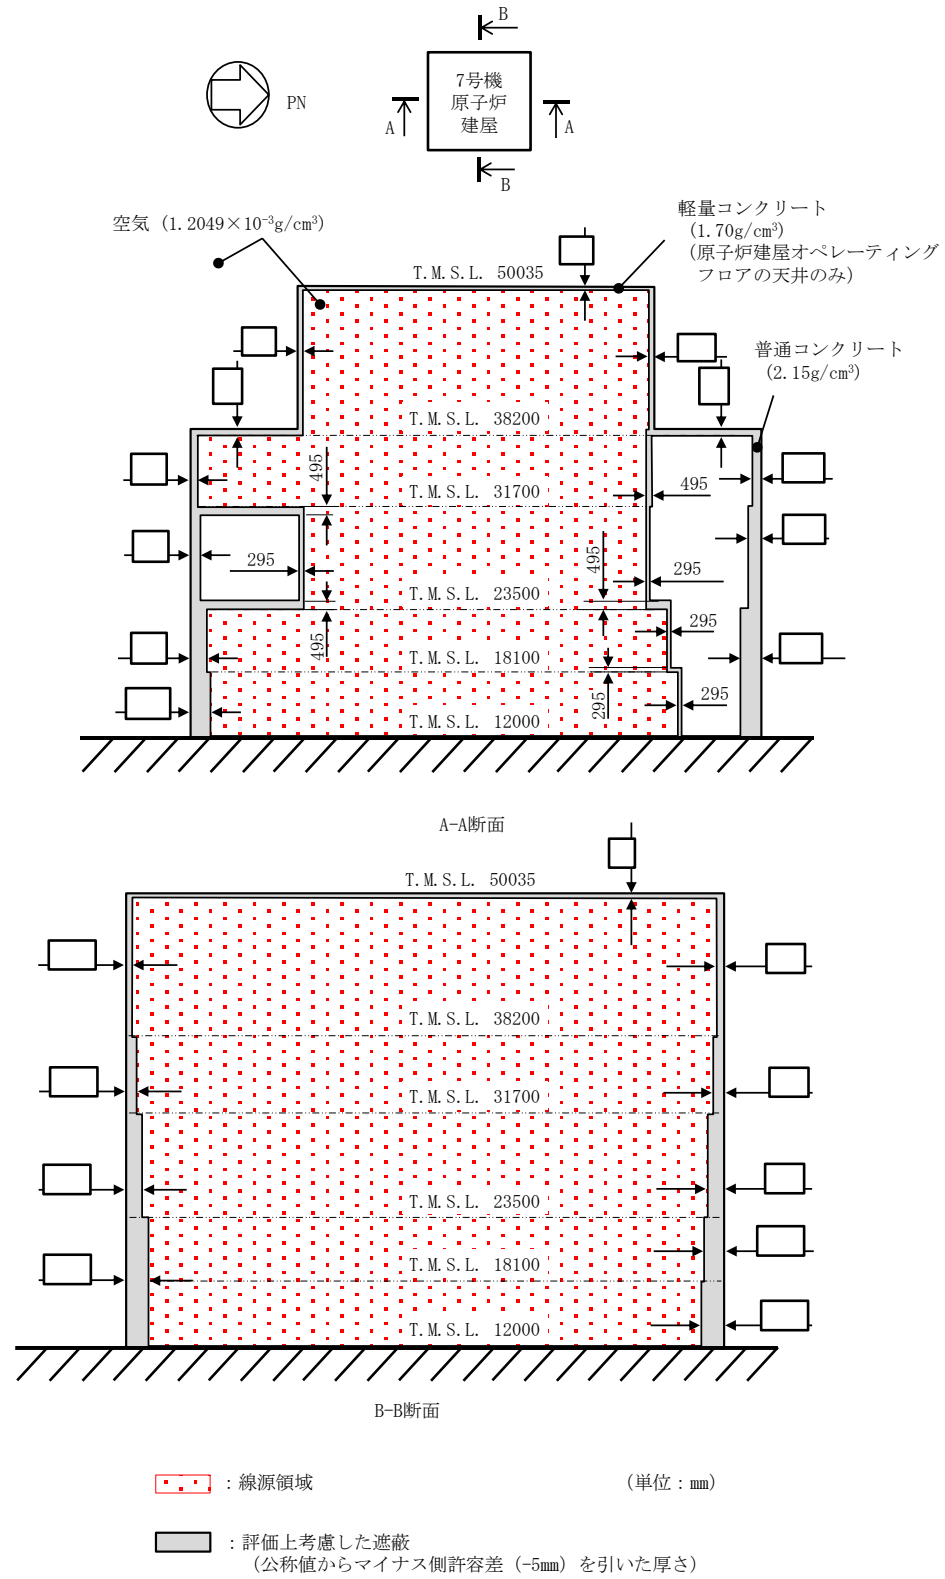 B
7号機
原子炉
建屋
PN
A
A
B
空気 (1.2049×10⁻³g/cm³)
軽量コンクリート
(1.70g/cm³)
(原子炉建屋オペレーティング
フロアの天井のみ)
T.M.S.L. 50035
普通コンクリート
(2.15g/cm³)
T.M.S.L. 38200
495
T.M.S.L. 31700
495
495
295
295
T.M.S.L. 23500
495
295
T.M.S.L. 18100
295
295
T.M.S.L. 12000
A-A断面
T.M.S.L. 50035
T.M.S.L. 38200
T.M.S.L. 31700
T.M.S.L. 23500
T.M.S.L. 18100
T.M.S.L. 12000
B-B断面
：線源領域
(単位：mm)
：評価上考慮した遮蔽
(公称値からマイナス側許容差 (-5mm) を引いた厚さ)